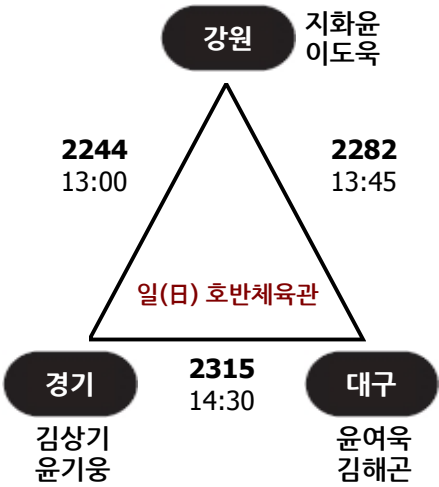 강원
지화윤
이도욱
2244
13:00
2282
13:45
일(日) 호반체육관
경기
2315
14:30
대구
김상기
윤기웅
윤여욱
김해곤